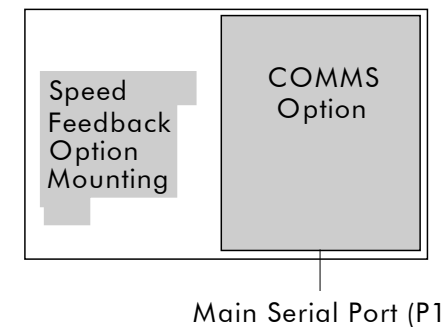 Speed
Feedback
Option
Mounting
COMMS
Option
Main Serial Port (P1